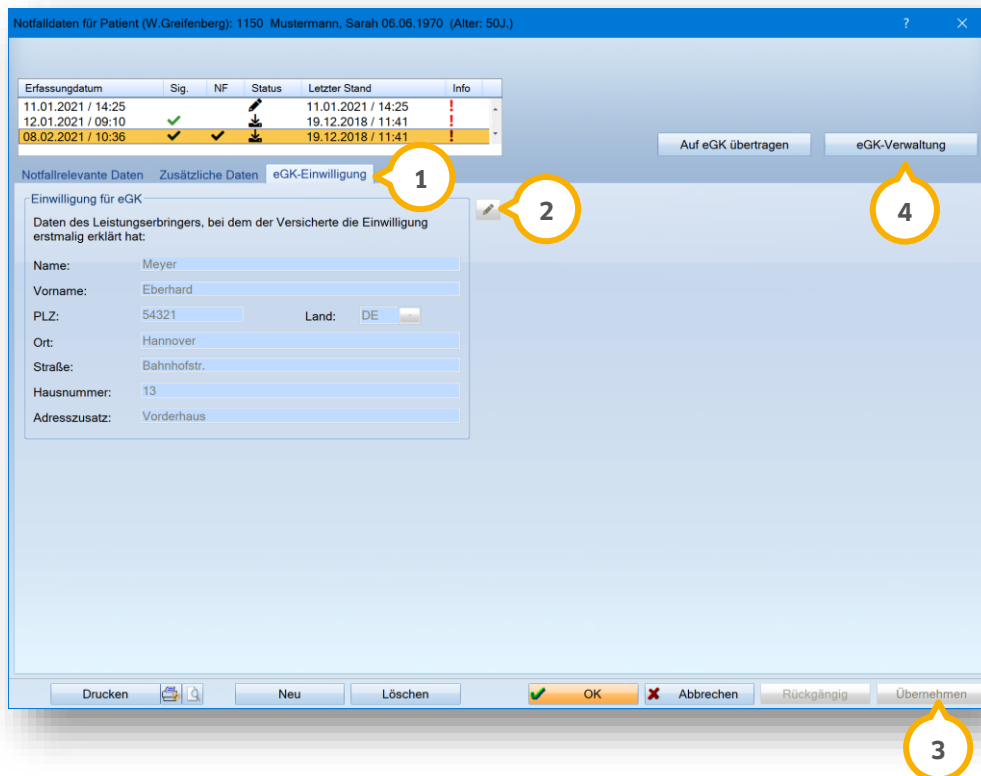 Notfalldaten für Patient (W.Greifenberg): 1150 Mustermann, Sarah 06.06.1970 (Alter: 50J.) ?
Erfassungdatum Sig. NF Status Letzter Stand Info
11.01.2021 / 14:25 11.01.2021 / 14:25 !
12.01.2021 / 09:10 19.12.2018 / 11:41 !
08.02.2021 / 10:36 19.12.2018 / 11:41 !
Auf eGK übertragen eGK-Verwaltung
Notfallrelevante Daten Zusätzliche Daten eGK-Einwilligung
1
2
4
Einwilligung für eGK
Daten des Leistungserbringers, bei dem der Versicherte die Einwilligung
erstmalig erklärt hat:
Name: Meyer
Vorname: Eberhard
PLZ: 54321 Land: DE
Ort: Hannover
Straße: Bahnhofstr.
Hausnummer: 13
Adresszusatz: Vorderhaus
Drucken Neu Löschen OK Abbrechen Rückgängig Übernehmen
3